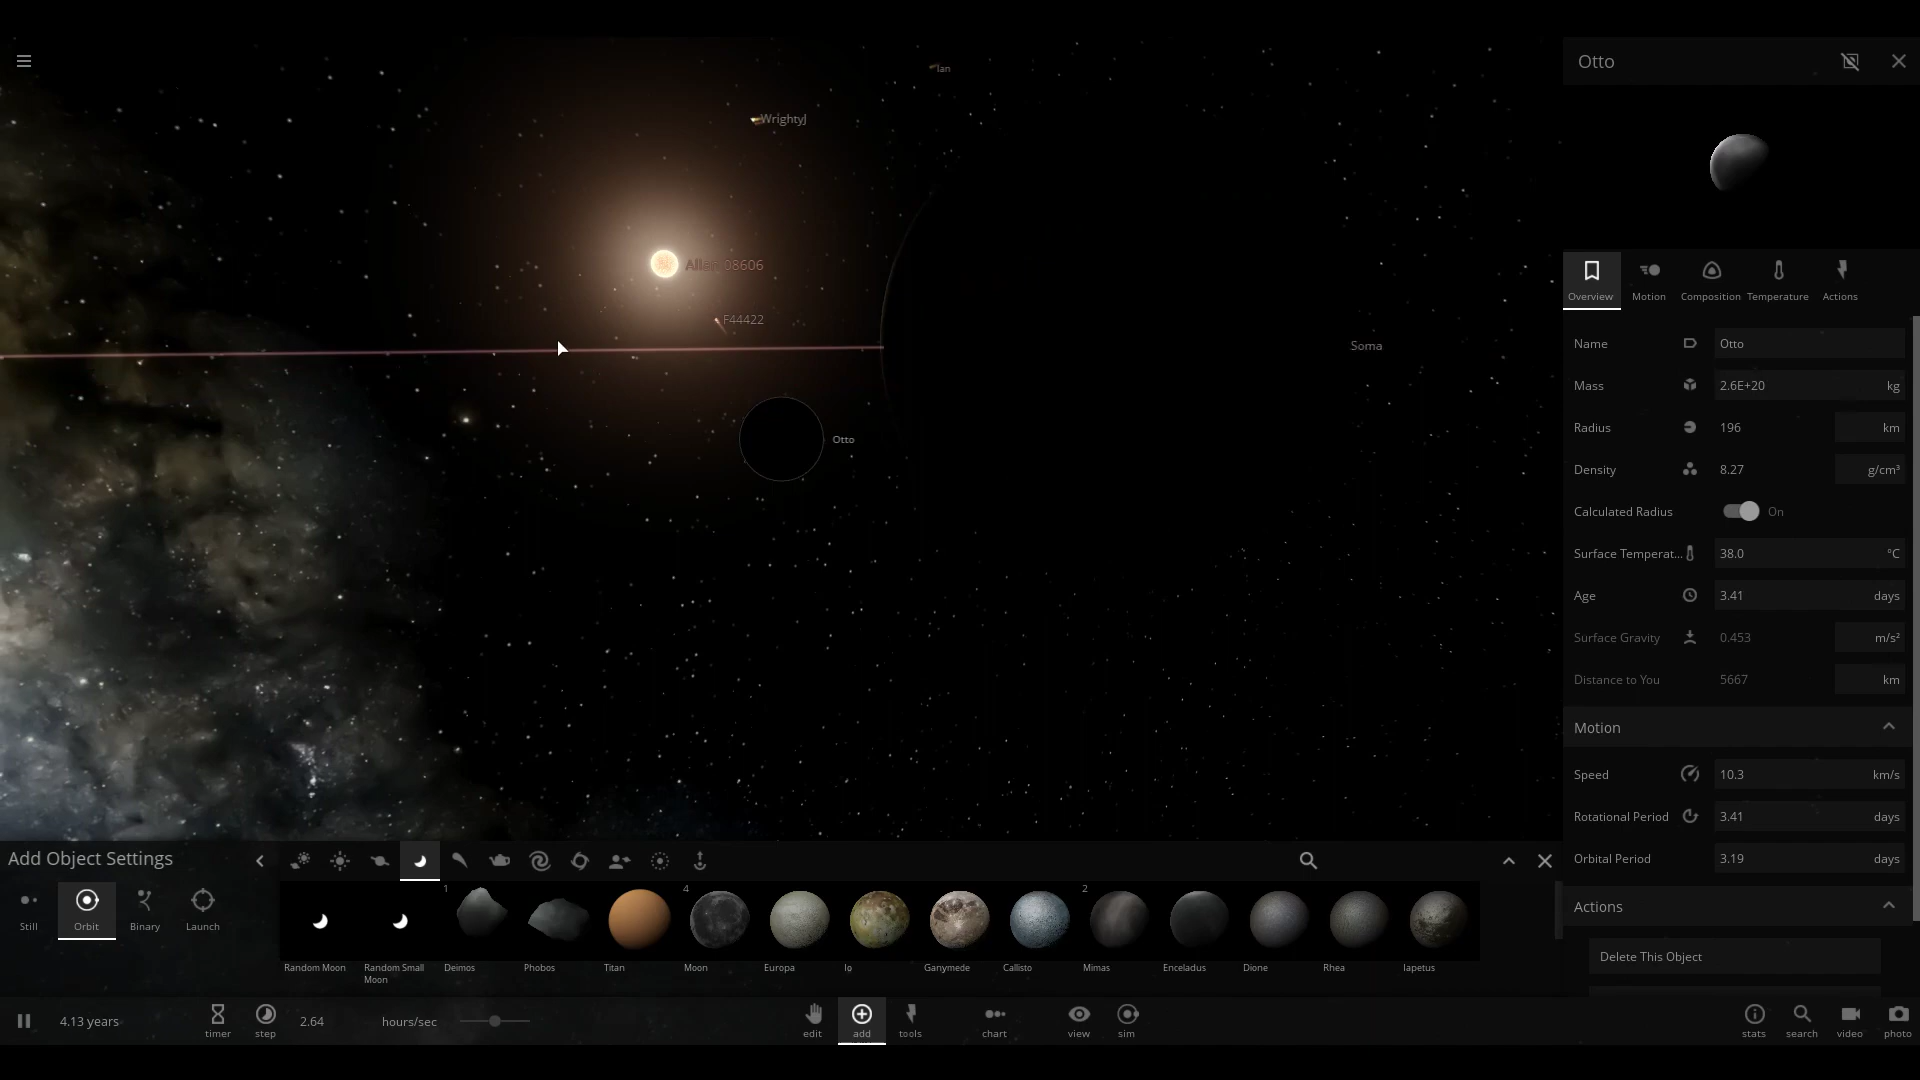 Otto
Ian
WrightyJ
Allan 08606
F44422
Soma
Otto
Overview
Motion
Composition
Temperature
Actions
Name
Otto
Mass
2.6E+20
kg
Radius
196
km
Density
8.27
g/cm³
Calculated Radius
On
Surface Temperat...
38.0
°C
Age
3.41
days
Surface Gravity
0.453
m/s²
Distance to You
5667
km
Motion
Speed
10.3
km/s
Rotational Period
3.41
days
Orbital Period
3.19
days
Actions
Delete This Object
Add Object Settings
Still
Orbit
Binary
Launch
1
4
2
Random Moon
Random Small
Moon
Deimos
Phobos
Titan
Moon
Europa
Io
Ganymede
Callisto
Mimas
Enceladus
Dione
Rhea
Iapetus
4.13 years
timer
step
2.64
hours/sec
edit
add
tools
chart
view
sim
stats
search
video
photo